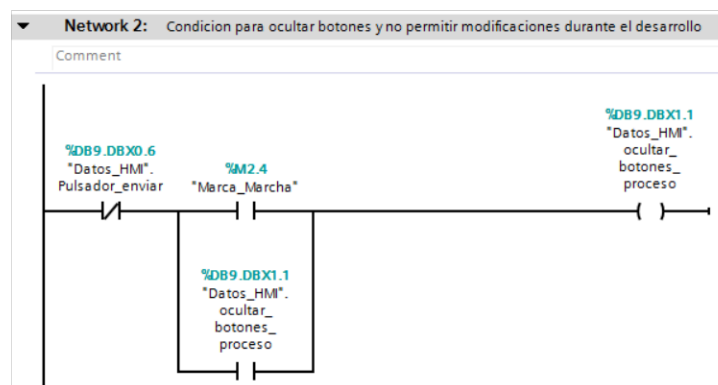 Network 2: Condicion para ocultar botones y no permitir modificaciones durante el desarrollo
Comment
%DB9.DBX0.6
"Datos_HMI".
Pulsador_enviar
%M2.4
"Marca_Marcha"
%DB9.DBX1.1
"Datos_HMI".
ocultar_
botones_
proceso
%DB9.DBX1.1
"Datos_HMI".
ocultar_
botones_
proceso